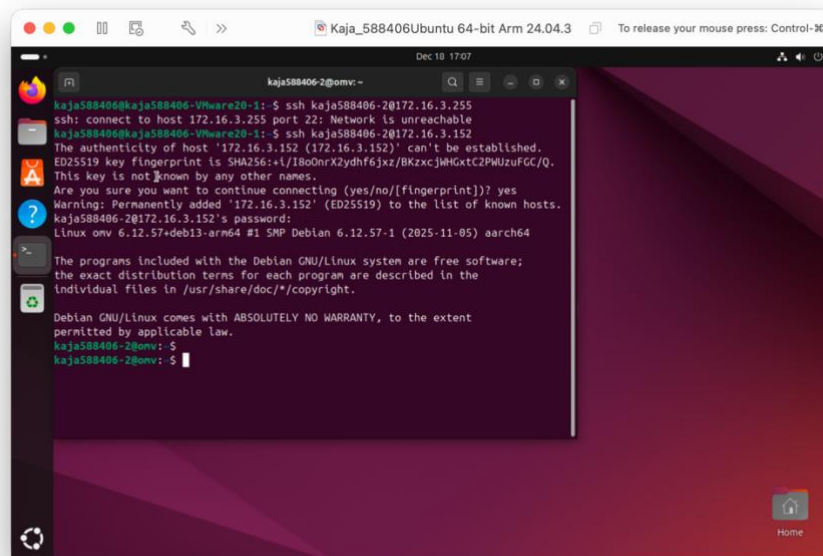 Kaja_588406Ubuntu 64-bit Arm 24.04.3
To release your mouse press: Control-⌘
Dec 18 17:07
kaja588406-2@omv: ~
kaja588406@kaja588406-VMware20-1:~$ ssh kaja588406-2@172.16.3.255
ssh: connect to host 172.16.3.255 port 22: Network is unreachable
kaja588406@kaja588406-VMware20-1:~$ ssh kaja588406-2@172.16.3.152
The authenticity of host '172.16.3.152 (172.16.3.152)' can't be established.
ED25519 key fingerprint is SHA256:+i/I8oOnrX2ydhf6jxz/BKzxcjWHGxtC2PWUzuFGC/Q.
This key is not known by any other names.
Are you sure you want to continue connecting (yes/no/[fingerprint])? yes
Warning: Permanently added '172.16.3.152' (ED25519) to the list of known hosts.
kaja588406-2@172.16.3.152's password:
Linux omv 6.12.57+deb13-arm64 #1 SMP Debian 6.12.57-1 (2025-11-05) aarch64
The programs included with the Debian GNU/Linux system are free software;
the exact distribution terms for each program are described in the
individual files in /usr/share/doc/*/copyright.
Debian GNU/Linux comes with ABSOLUTELY NO WARRANTY, to the extent
permitted by applicable law.
kaja588406-2@omv:~$
kaja588406-2@omv:~$
Home